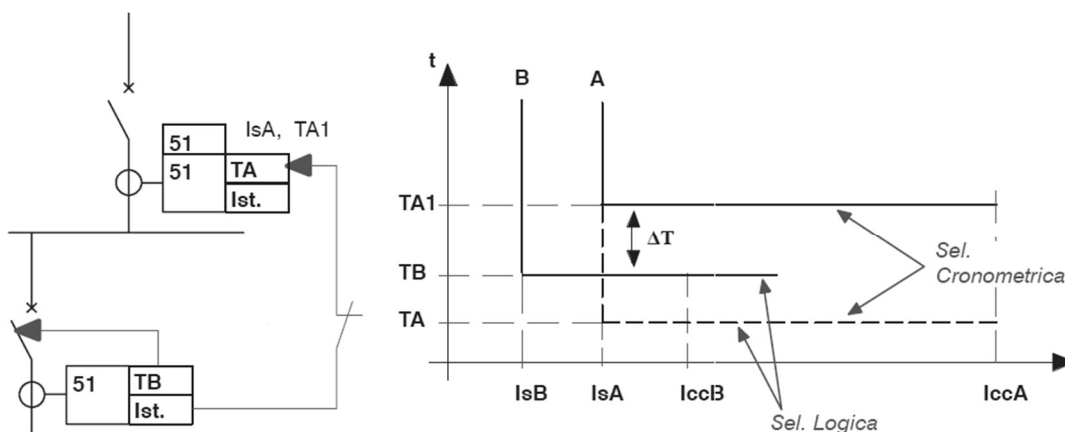 51
IsA, TA1
51
TA
Ist.
51
TB
Ist.
t
B
A
TA1
ΔT
TB
TA
Sel.
Cronometrica
IsB
IsA
IccB
IccA
Sel. Logica